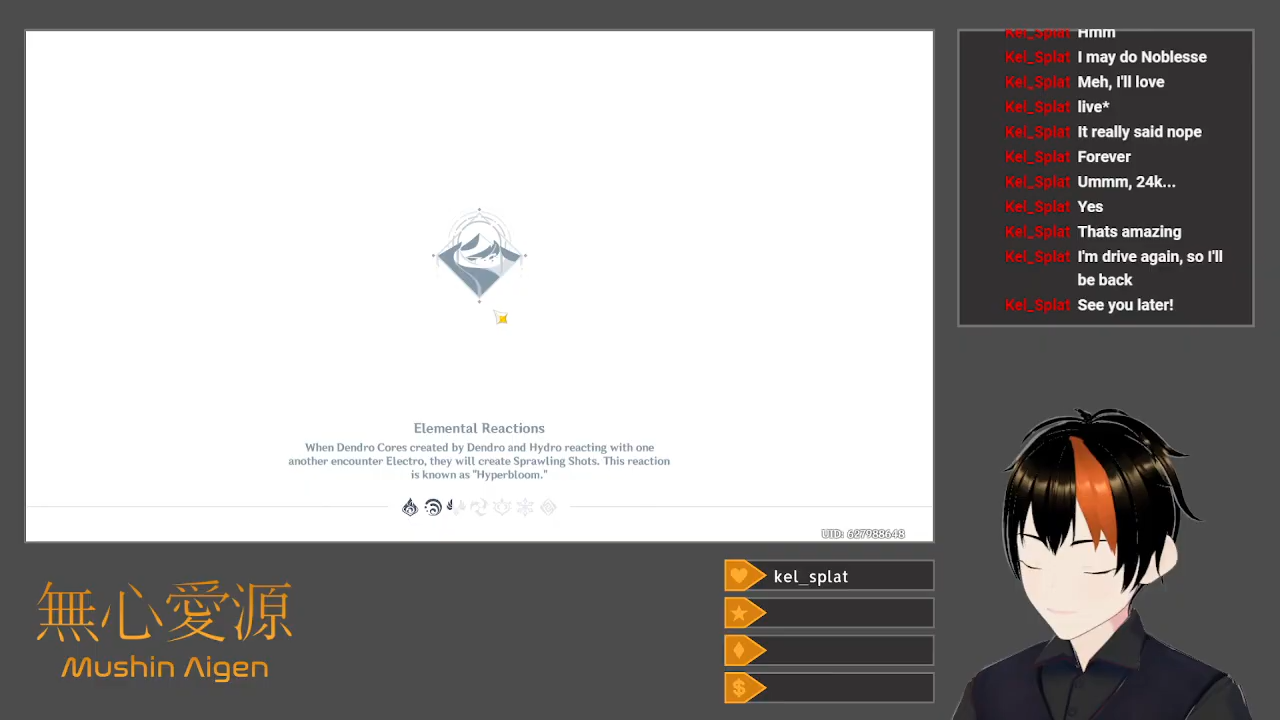 Kel_Splat Hmm
Kel_Splat I may do Noblesse
Kel_Splat Meh, I'll love
Kel_Splat live*
Kel_Splat It really said nope
Kel_Splat Forever
Kel_Splat Ummm, 24k...
Kel_Splat Yes
Kel_Splat Thats amazing
Kel_Splat I'm drive again, so I'll
be back
Kel_Splat See you later!
Elemental Reactions
When Dendro Cores created by Dendro and Hydro reacting with one
another encounter Electro, they will create Sprawling Shots. This reaction
is known as "Hyperbloom."
UID: 627988648
kel_splat
無心愛源
Mushin Aigen